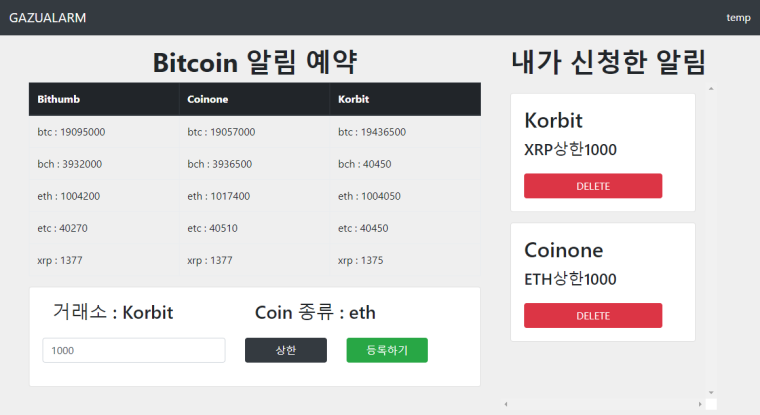 GAZUALARM temp
Bitcoin 알림 예약
Bithumb Coinone Korbit
btc : 19095000 btc : 19057000 btc : 19436500
bch : 3932000 bch : 3936500 bch : 40450
eth : 1004200 eth : 1017400 eth : 1004050
etc : 40270 etc : 40510 etc : 40450
xrp : 1377 xrp : 1377 xrp : 1375
거래소 : Korbit Coin 종류 : eth
1000 상한 등록하기
내가 신청한 알림
Korbit
XRP상한1000
DELETE
Coinone
ETH상한1000
DELETE